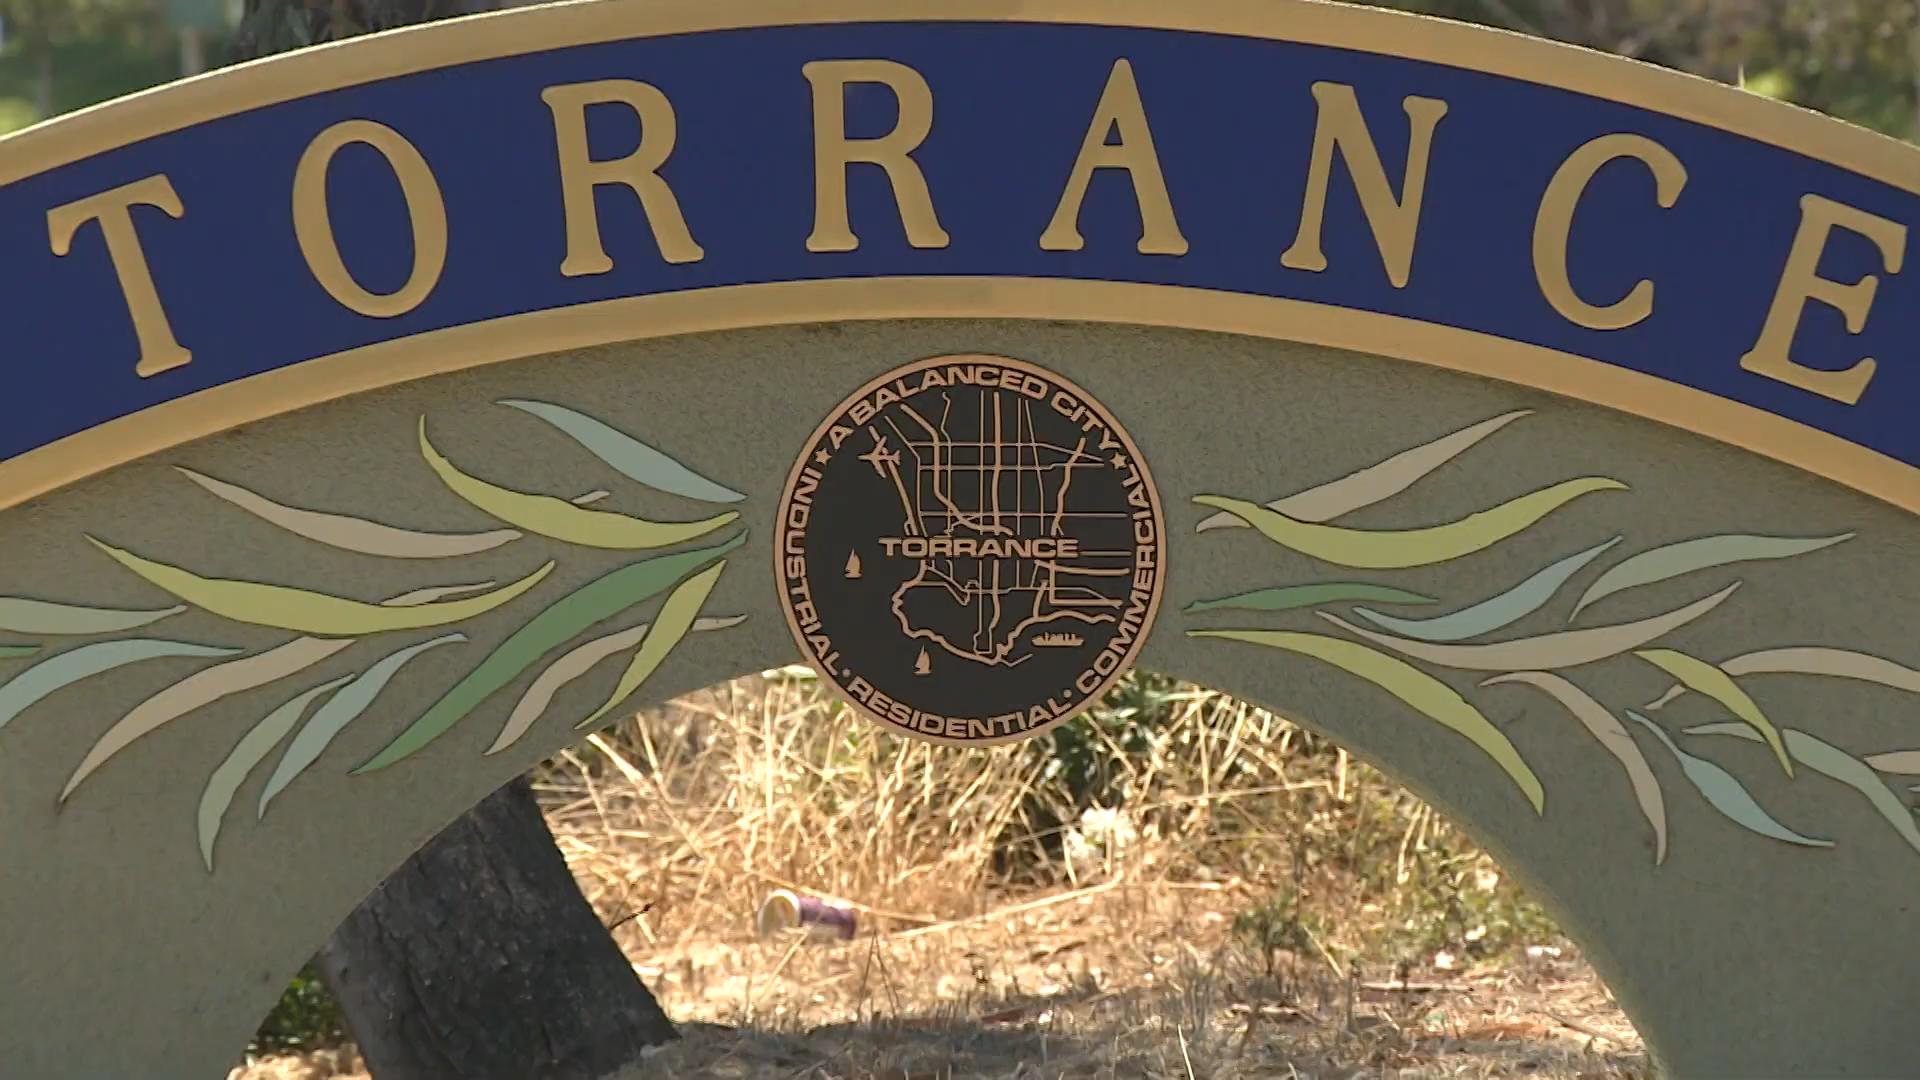 TORRANCE
★ A BALANCED CITY ★
TORRANCE
INDUSTRIAL · RESIDENTIAL · COMMERCIAL